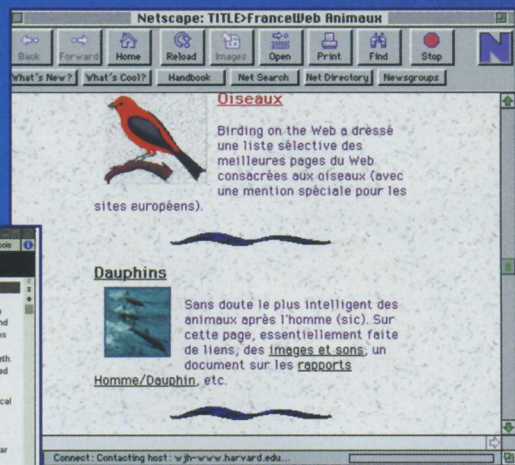 Netscape: TITLE>FranceWeb Animaux
Back Forward Home Reload Images Open Print Find Stop
What's New? What's Cool? Handbook Net Search Net Directory Newsgroups
N
Oiseaux
Birding on the Web a dressé
une liste sélective des
meilleures pages du Web
consacrées aux oiseaux (avec
une mention spéciale pour les
sites européens).
Dauphins
Sans doute le plus intelligent des
animaux après l'homme (sic). Sur
cette page, essentiellement faite
de liens, des images et sons, un
document sur les rapports
Homme/Dauphin, etc.
Connect: Contacting host: wjh-www.harvard.edu...